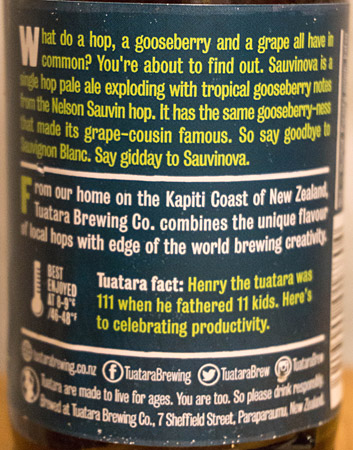 What do a hop, a gooseberry and a grape all have in
common? You're about to find out. Sauvinova is a
single hop pale ale exploding with tropical gooseberry notes
from the Nelson Sauvin hop. It has the same gooseberry-ness
that made its grape-cousin famous. So say goodbye to
Sauvignon Blanc. Say gidday to Sauvinova.
From our home on the Kapiti Coast of New Zealand,
Tuatara Brewing Co. combines the unique flavour
of local hops with edge of the world brewing creativity.
BEST
ENJOYED
AT 8-9°C
/46-48°F
Tuatara fact: Henry the tuatara was
111 when he fathered 11 kids. Here's
to celebrating productivity.
tuatarabrewing.co.nz TuataraBrewing TuataraBrew TuataraBrew
Tuatara are made to live for ages. You are too. So please drink responsibly.
Brewed at Tuatara Brewing Co., 7 Sheffield Street, Paraparaumu, New Zealand.